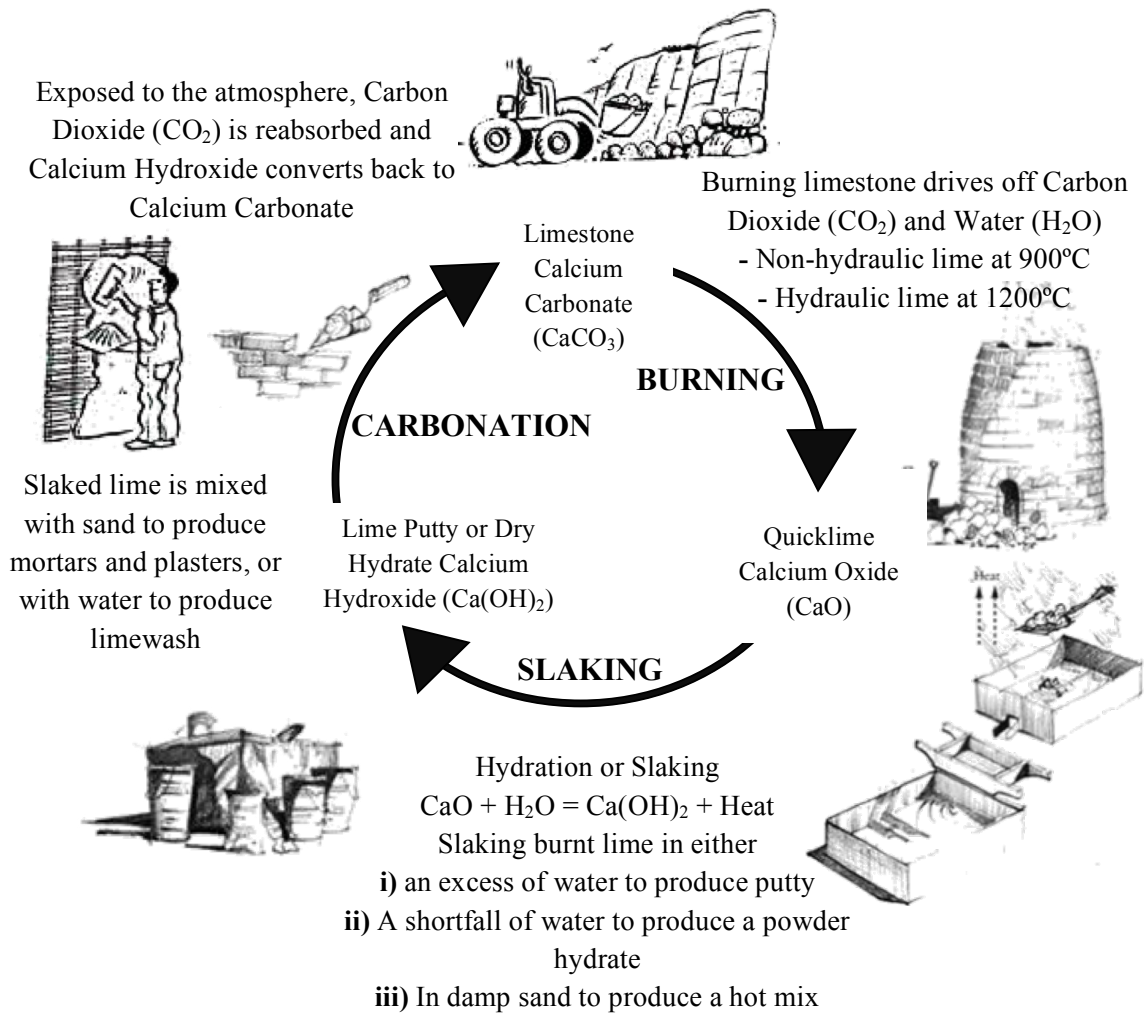 Exposed to the atmosphere, Carbon
Dioxide (CO₂) is reabsorbed and
Calcium Hydroxide converts back to
Calcium Carbonate
Burning limestone drives off Carbon
Dioxide (CO₂) and Water (H₂O)
- Non-hydraulic lime at 900ºC
- Hydraulic lime at 1200ºC
Limestone
Calcium
Carbonate
(CaCO₃)
BURNING
CARBONATION
Slaked lime is mixed
with sand to produce
mortars and plasters, or
with water to produce
limewash
Lime Putty or Dry
Hydrate Calcium
Hydroxide (Ca(OH)₂)
Quicklime
Calcium Oxide
(CaO)
Heat
SLAKING
Hydration or Slaking
CaO + H₂O = Ca(OH)₂ + Heat
Slaking burnt lime in either
i) an excess of water to produce putty
ii) A shortfall of water to produce a powder
hydrate
iii) In damp sand to produce a hot mix